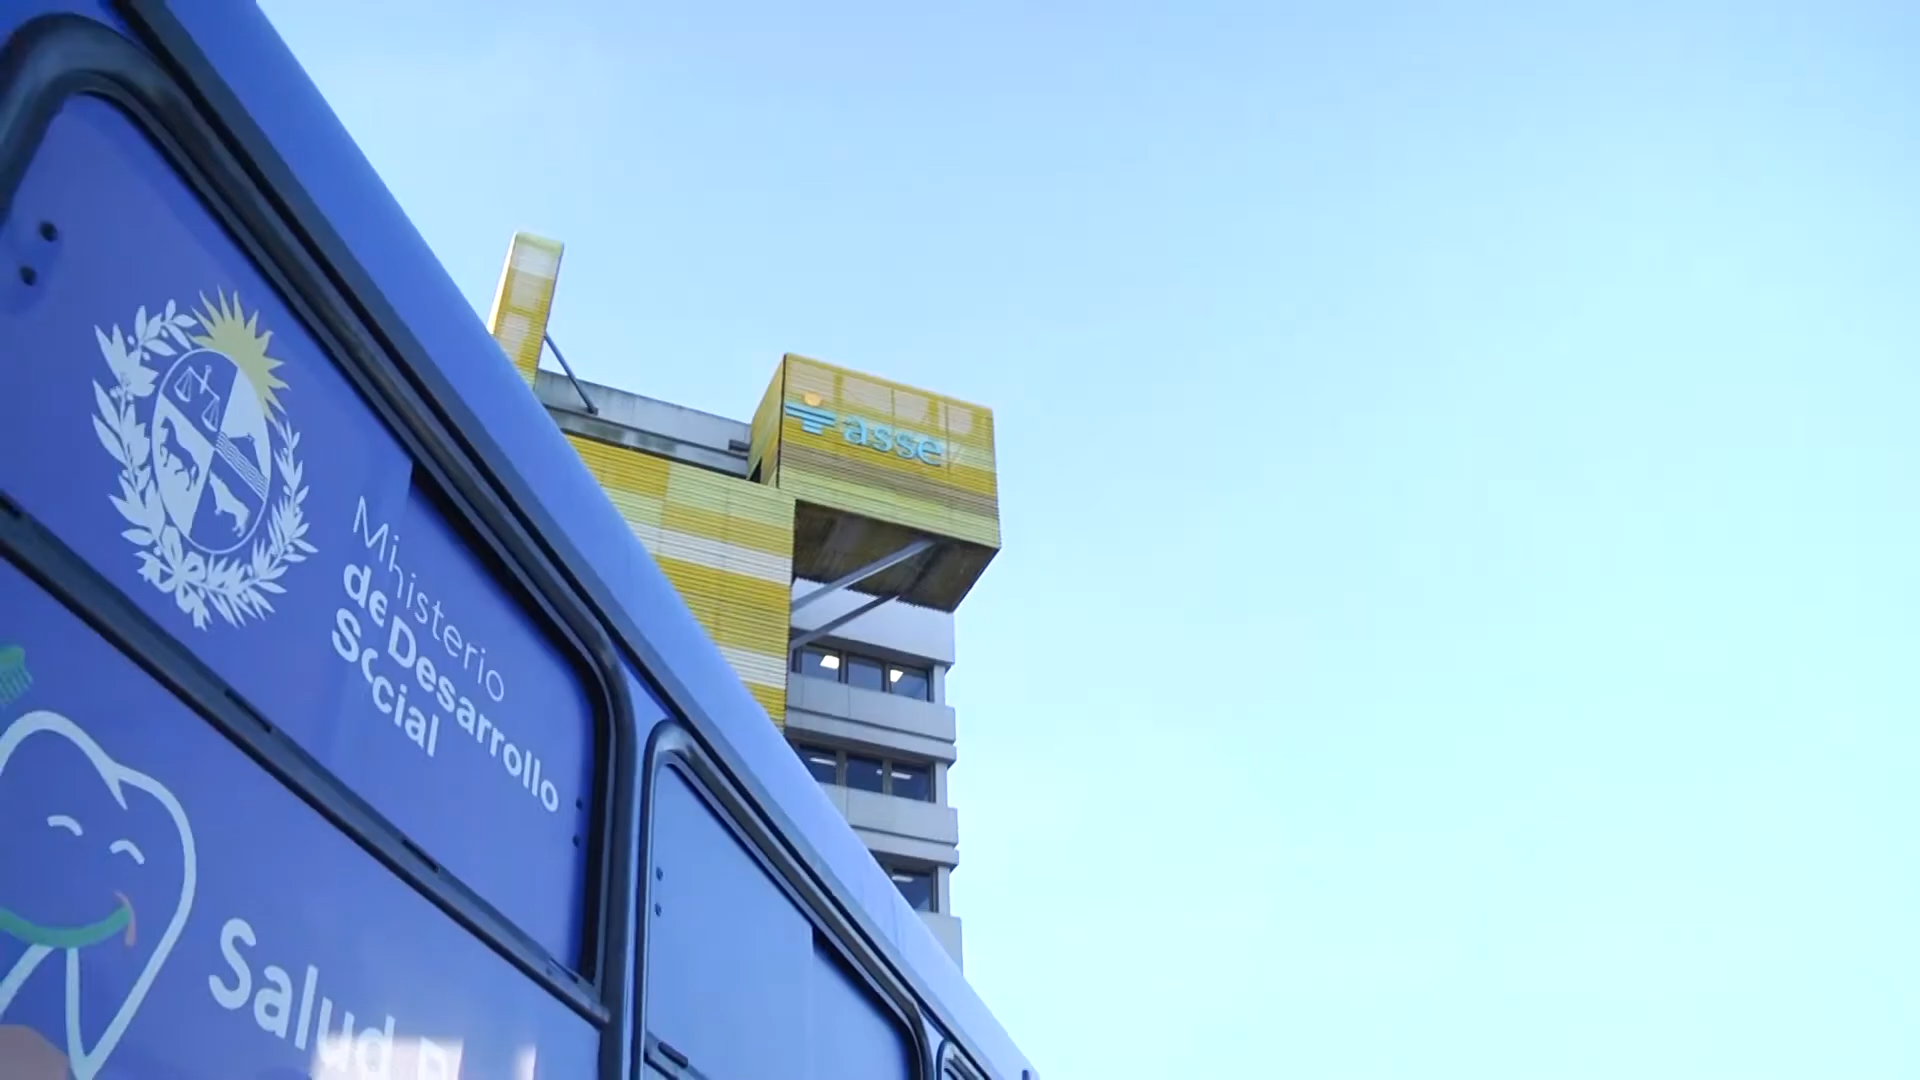 Ministerio
de Desarrollo
Social
Salud
asse